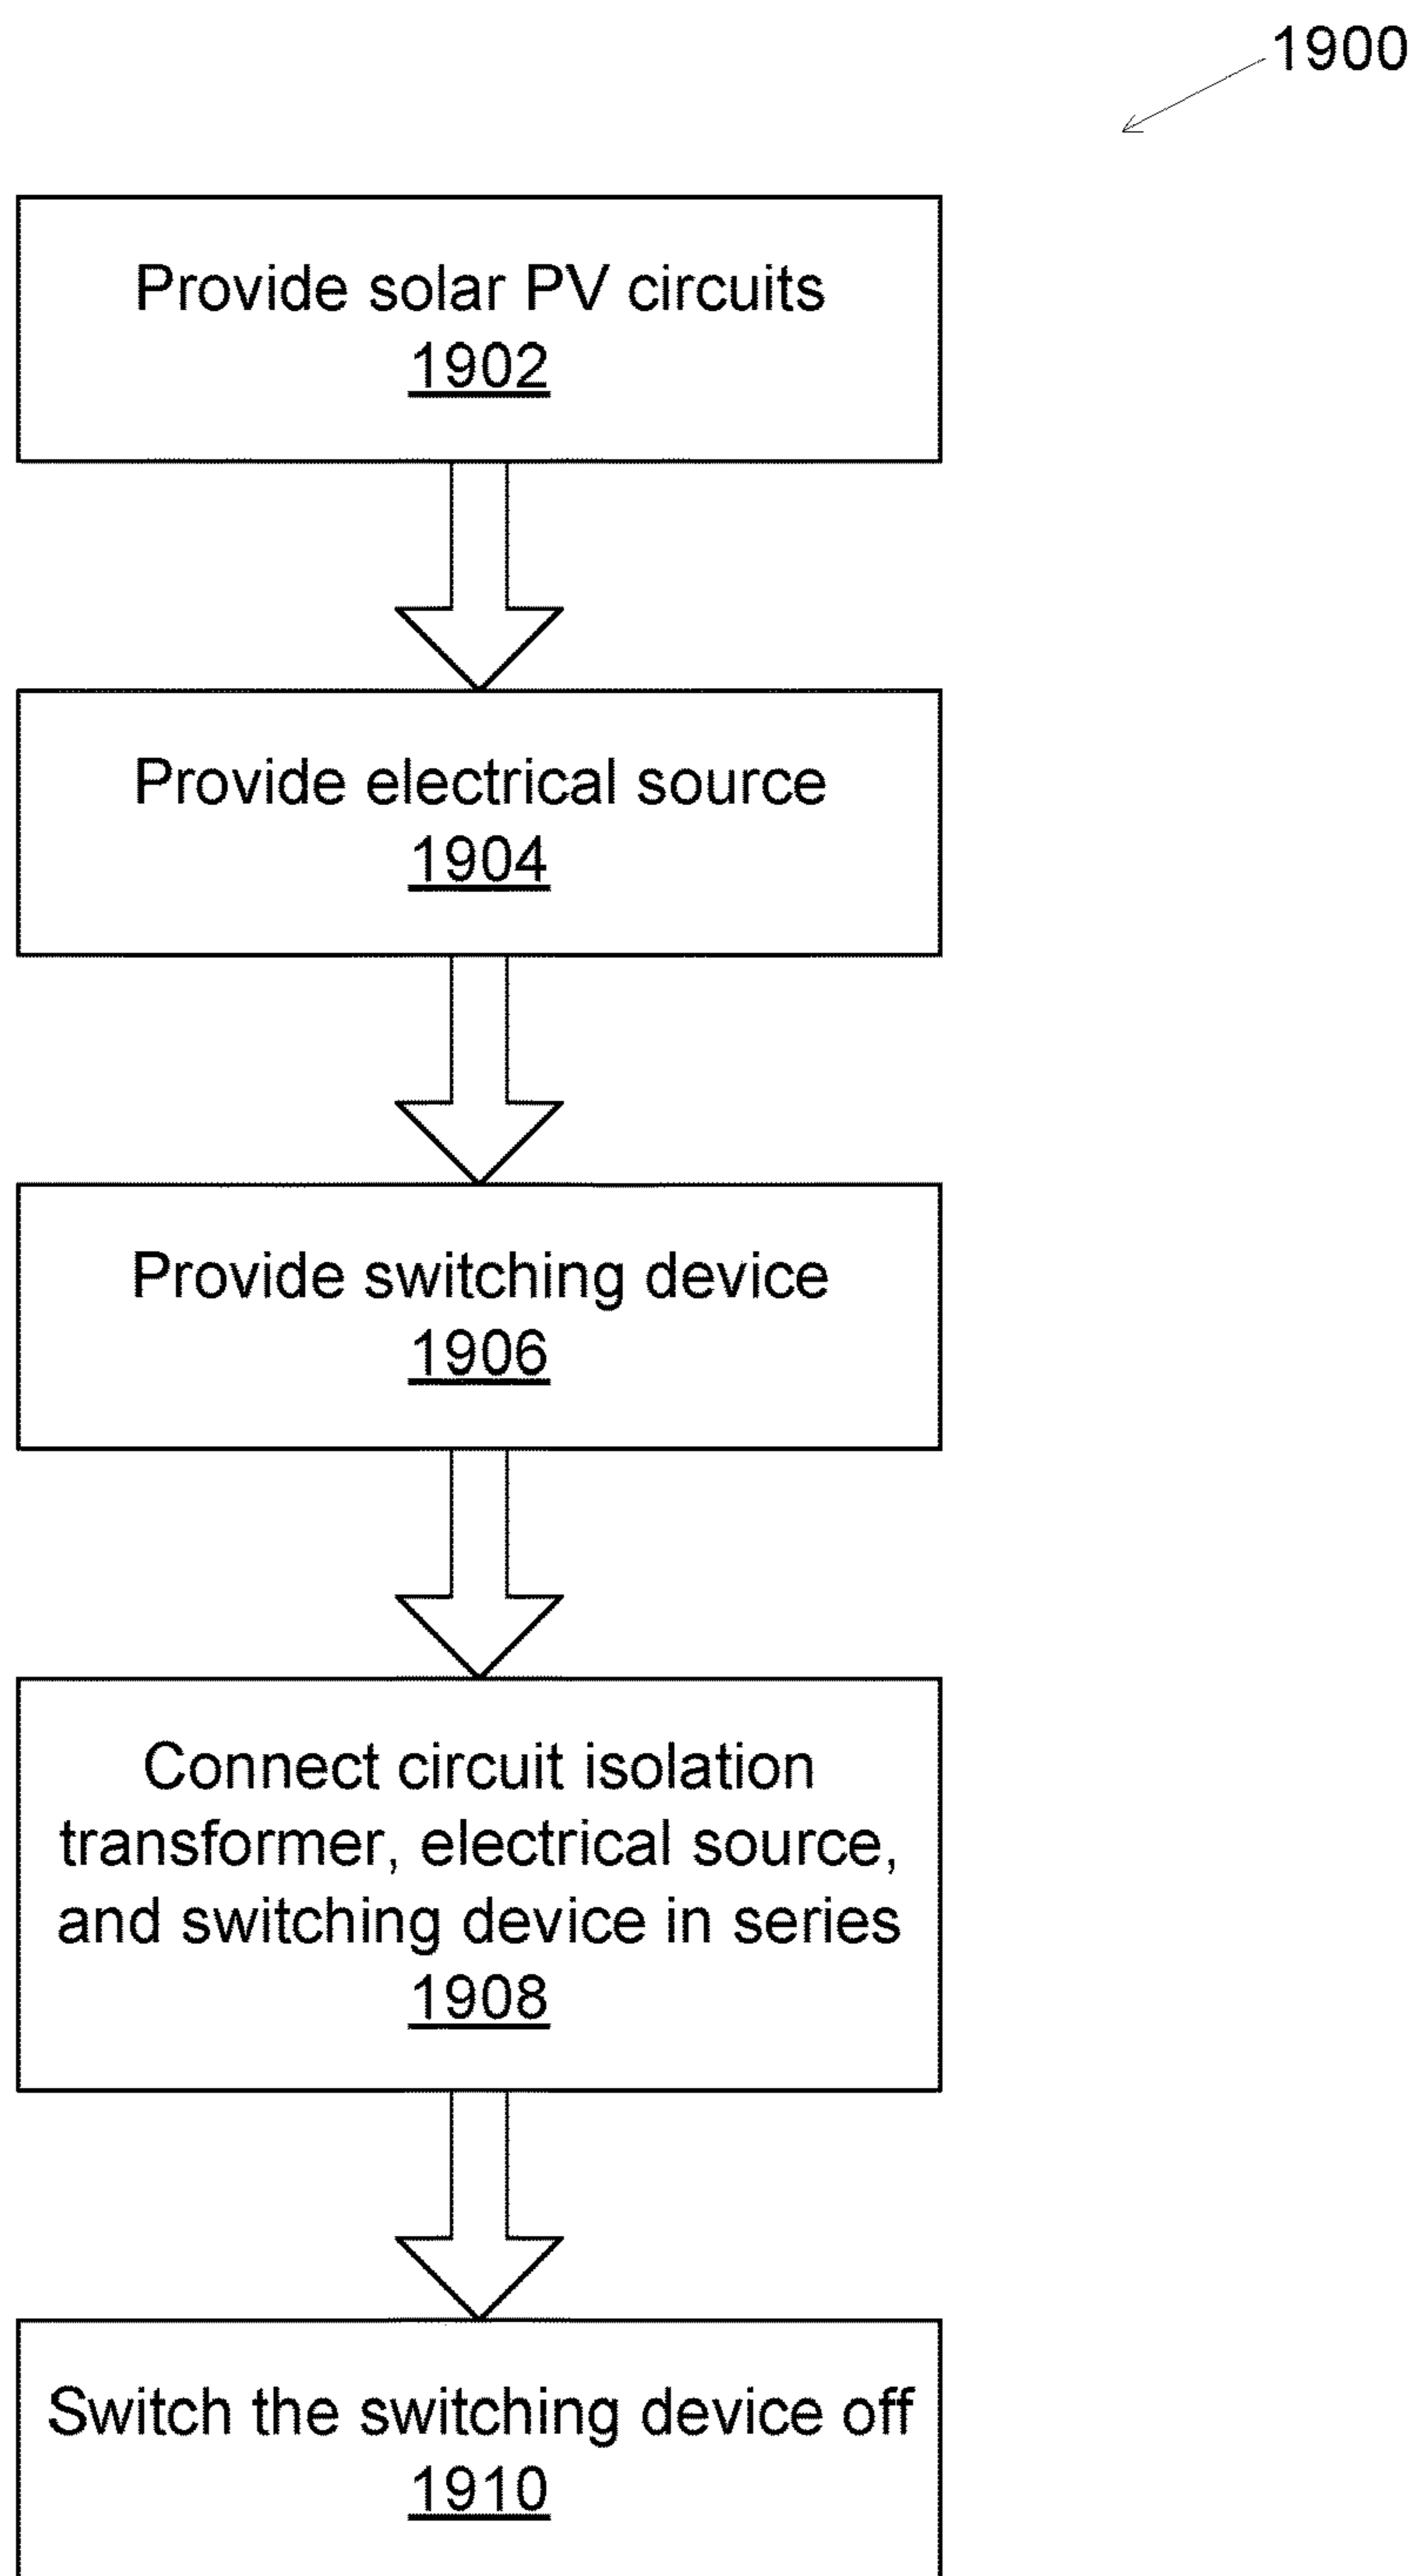 1900
Provide solar PV circuits
1902
Provide electrical source
1904
Provide switching device
1906
Connect circuit isolation
transformer, electrical source,
and switching device in series
1908
Switch the switching device off
1910